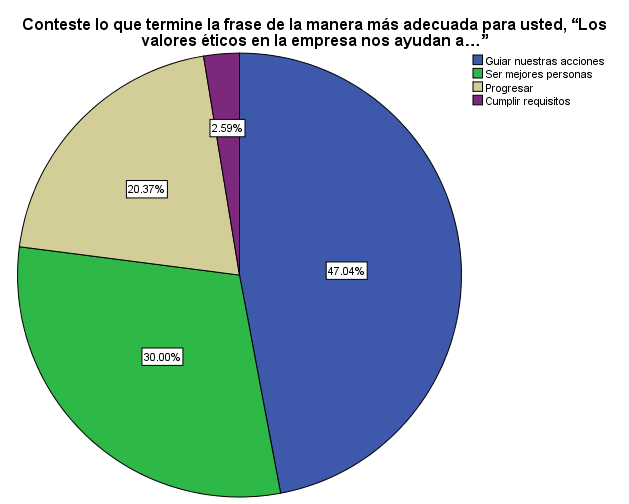 Conteste lo que termine la frase de la manera más adecuada para usted, “Los
valores éticos en la empresa nos ayudan a…”
Guiar nuestras acciones
Ser mejores personas
Progresar
Cumplir requisitos
2.59%
20.37%
47.04%
30.00%